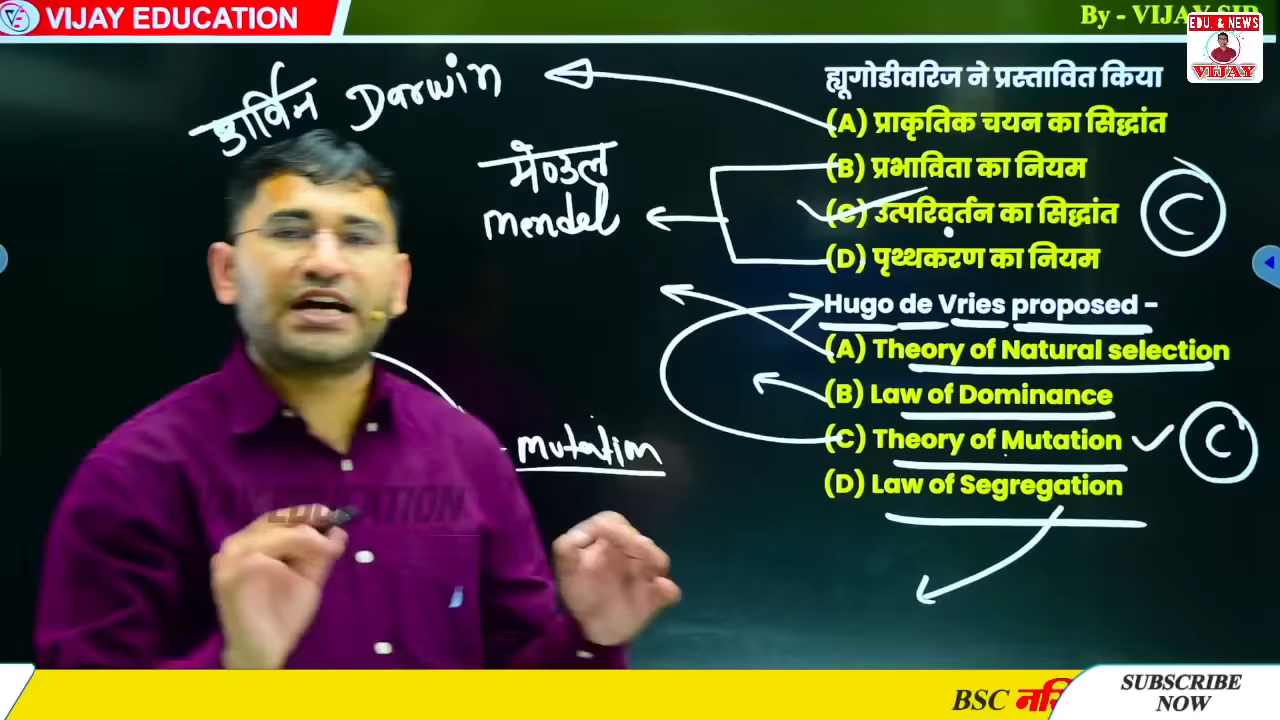 VIJAY EDUCATION
By - VIJAY SIR
EDU. & NEWS
VIJAY
डार्विन Darwin
मेण्डल
mendel
mutation
ह्यूगोडीवरिज ने प्रस्तावित किया
(A) प्राकृतिक चयन का सिद्धांत
(B) प्रभाविता का नियम
(C) उत्परिवर्तन का सिद्धांत
(D) पृथ्थकरण का नियम
C
Hugo de Vries proposed -
(A) Theory of Natural selection
(B) Law of Dominance
(C) Theory of Mutation
(D) Law of Segregation
C
VIJAY EDUCATION
BSC
SUBSCRIBE
NOW